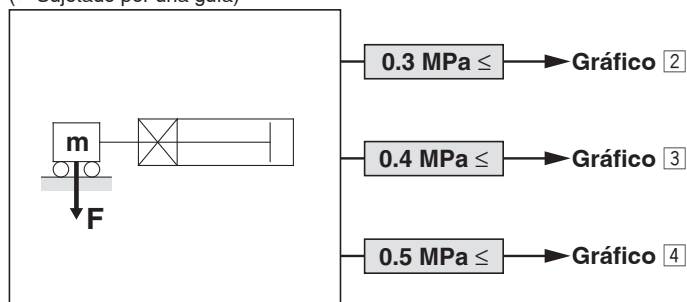 (* Sujetado por una guía)
0.3 MPa ≤
Gráfico 2
m
0.4 MPa ≤
Gráfico 3
F
0.5 MPa ≤
Gráfico 4